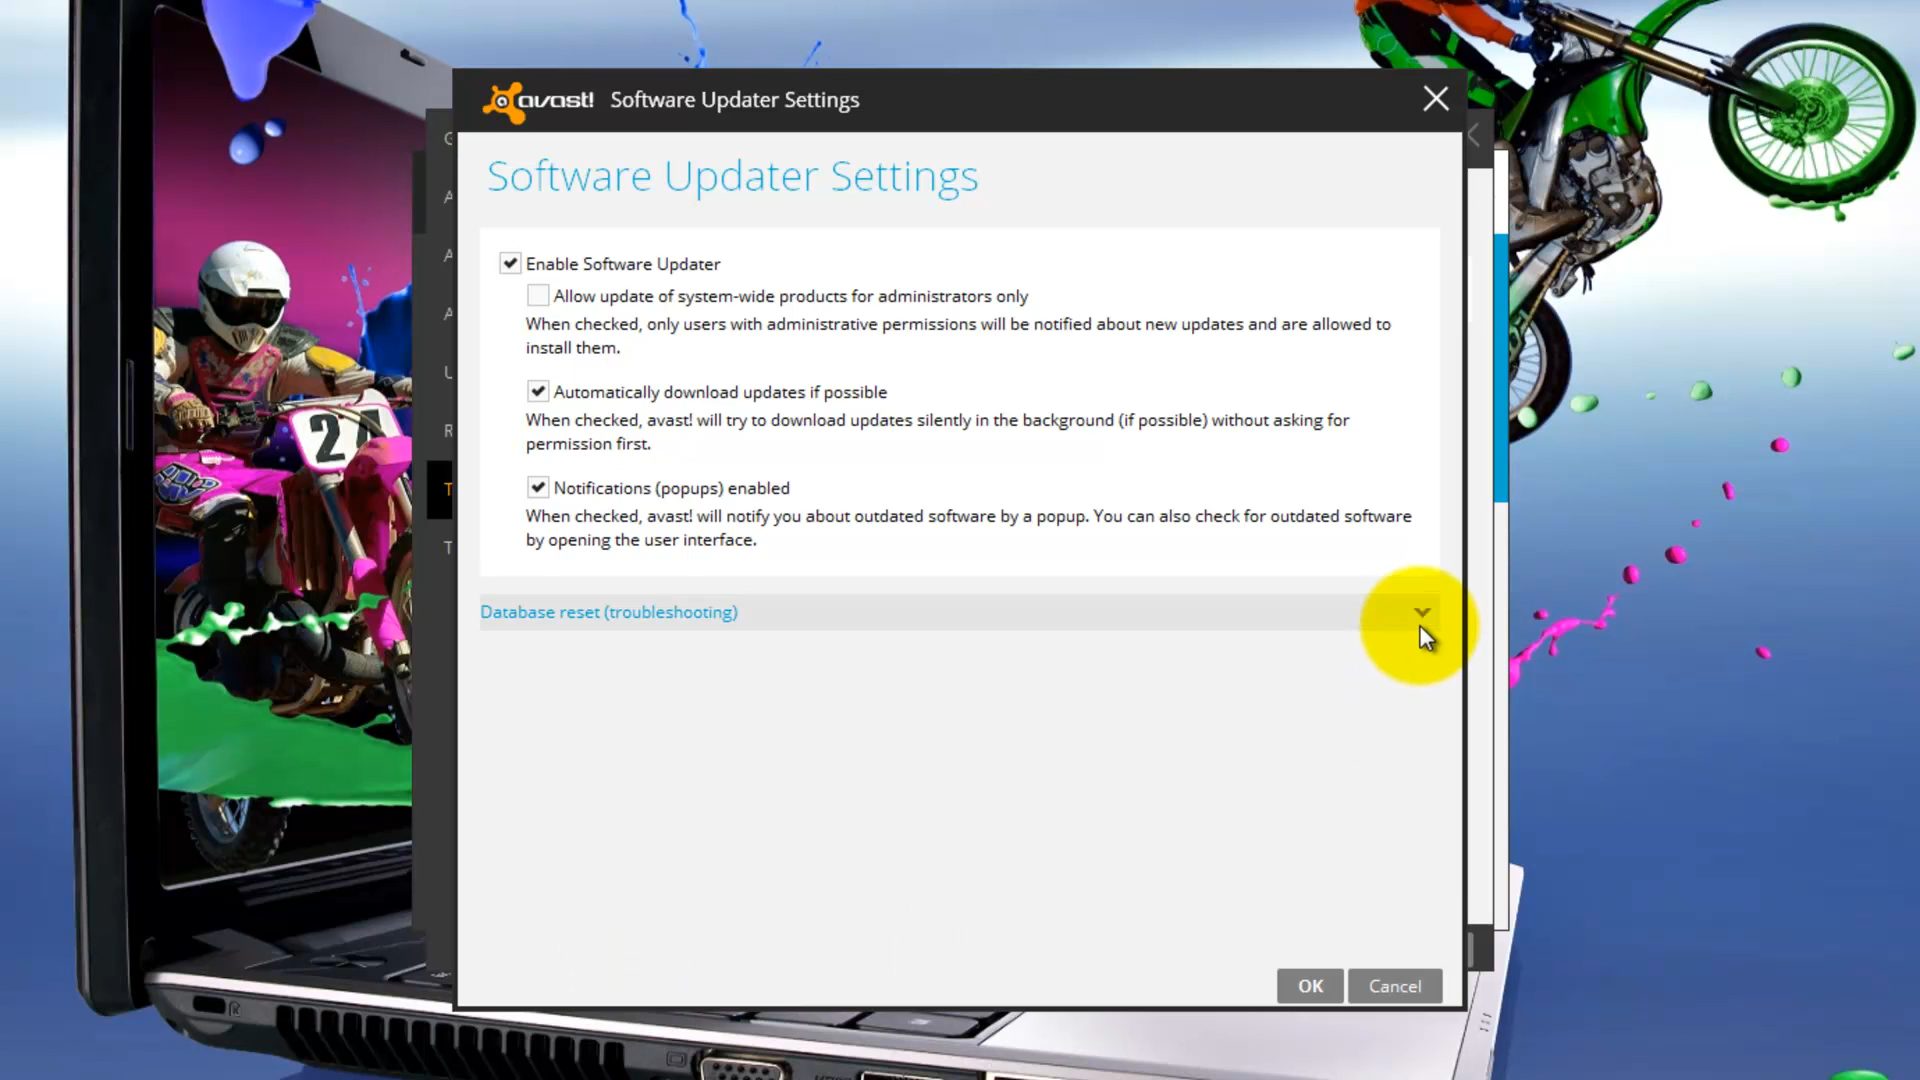 avast! Software Updater Settings
Software Updater Settings
Enable Software Updater
Allow update of system-wide products for administrators only
When checked, only users with administrative permissions will be notified about new updates and are allowed to
install them.
Automatically download updates if possible
When checked, avast! will try to download updates silently in the background (if possible) without asking for
permission first.
Notifications (popups) enabled
When checked, avast! will notify you about outdated software by a popup. You can also check for outdated software
by opening the user interface.
Database reset (troubleshooting)
OK Cancel